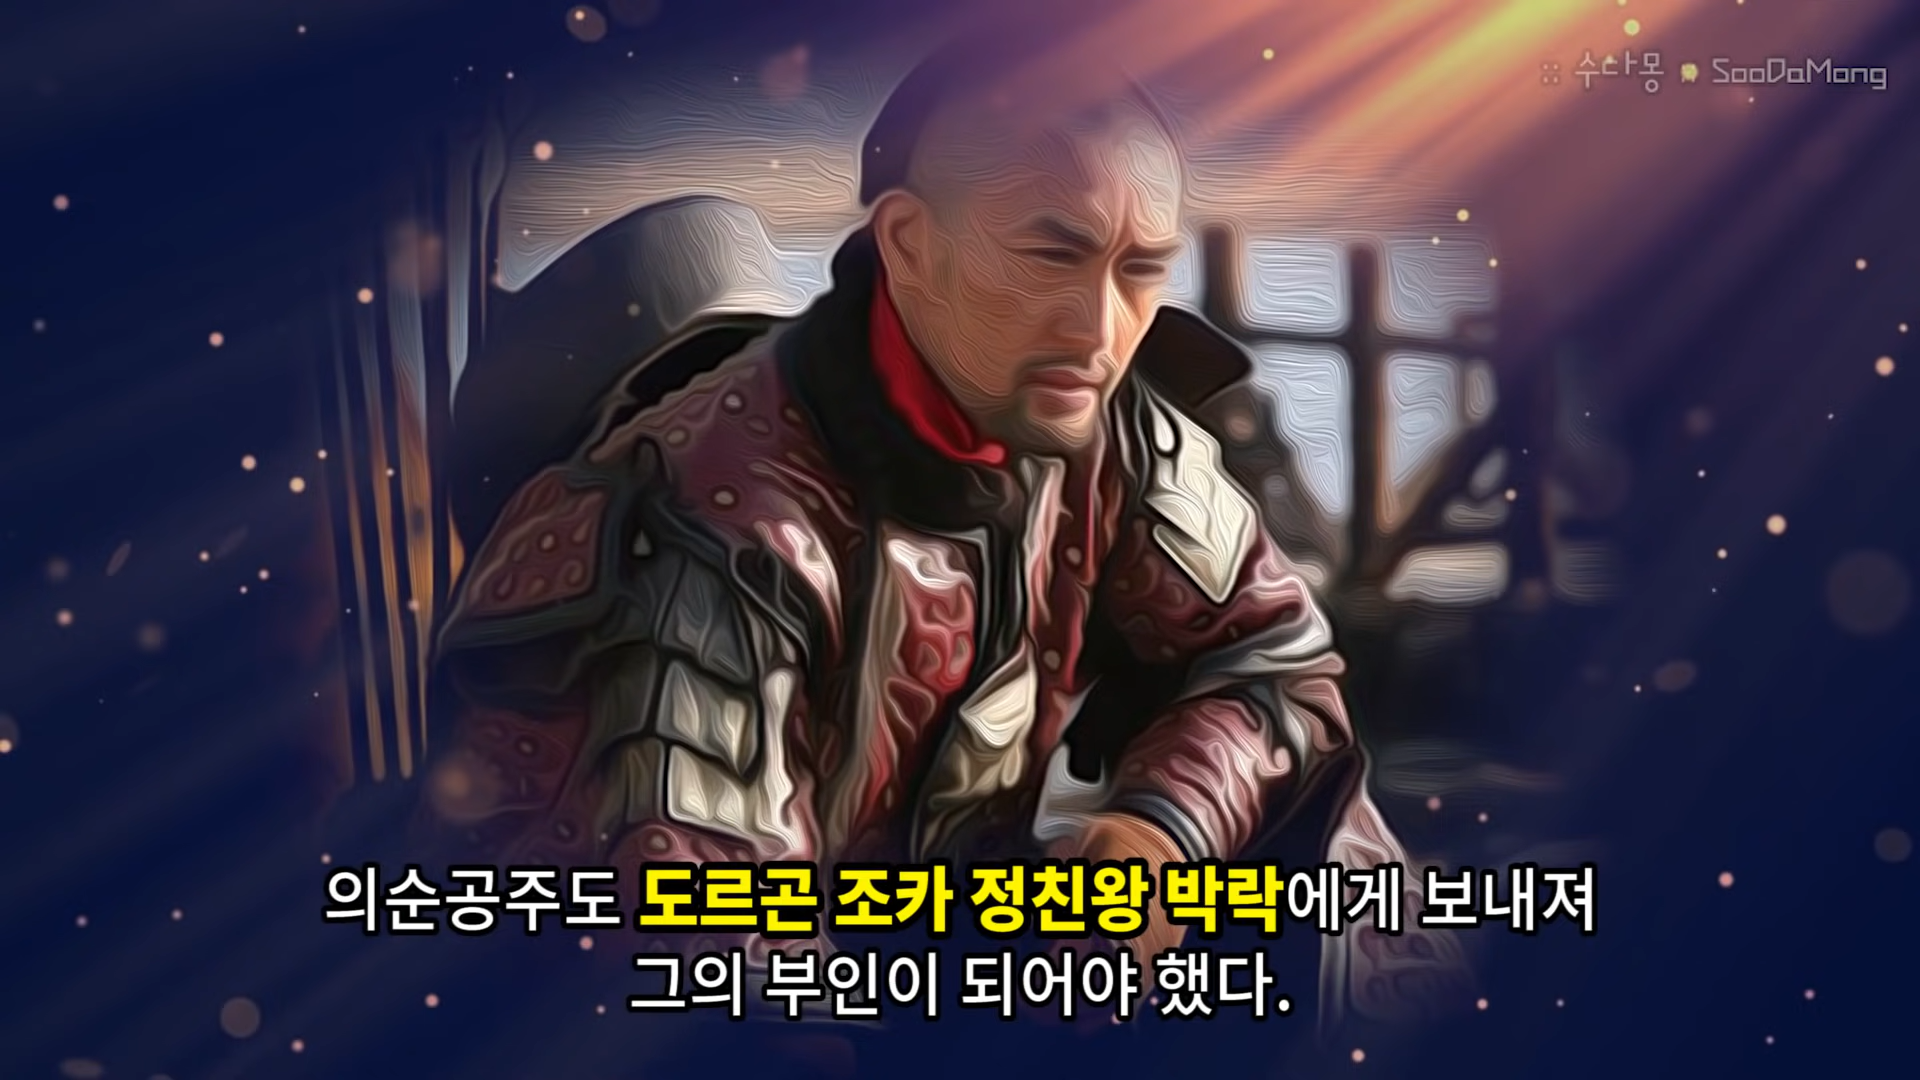 :: 수다몽 :: SooDaMong
의순공주도 도르곤 조카 정친왕 박락에게 보내져
그의 부인이 되어야 했다.